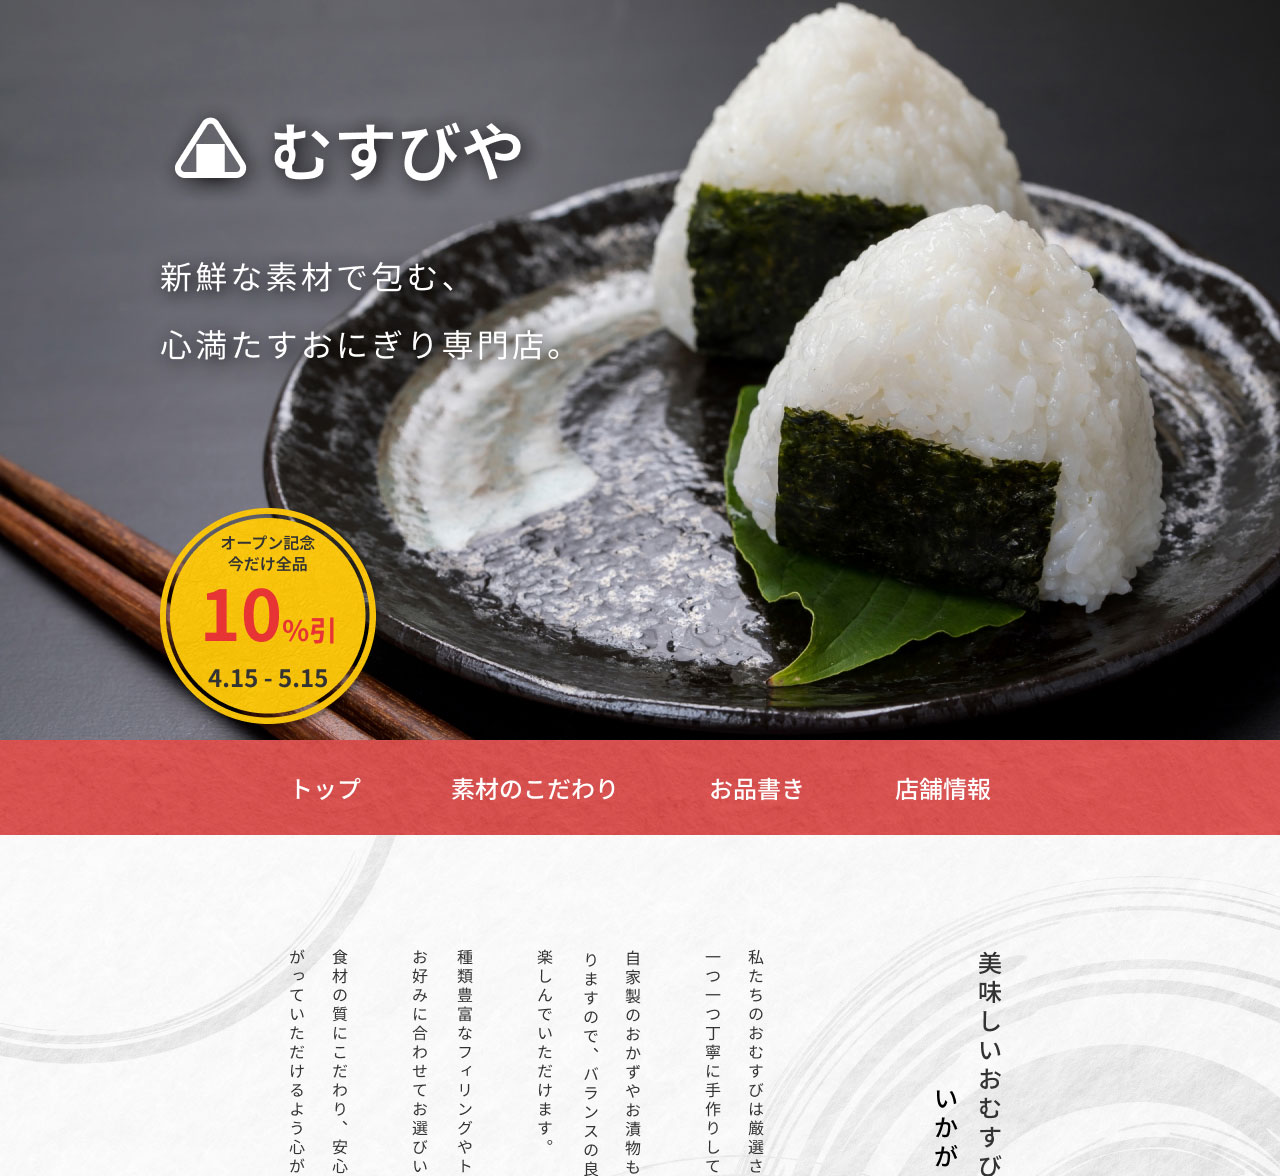 むすびや
新鮮な素材で包む、
心満たすおにぎり専門店。
オープン記念
今だけ全品
10%引
4.15 - 5.15
トップ 素材のこだわり お品書き 店舗情報
美味しいおむすび
いかが
私たちのおむすびは厳選さ
一つ一つ丁寧に手作りして
自家製のおかずやお漬物も
りますので、バランスの良
楽しんでいただけます。
種類豊富なフィリングやト
お好みに合わせてお選びい
食材の質にこだわり、安心
がっていただけるよう心が